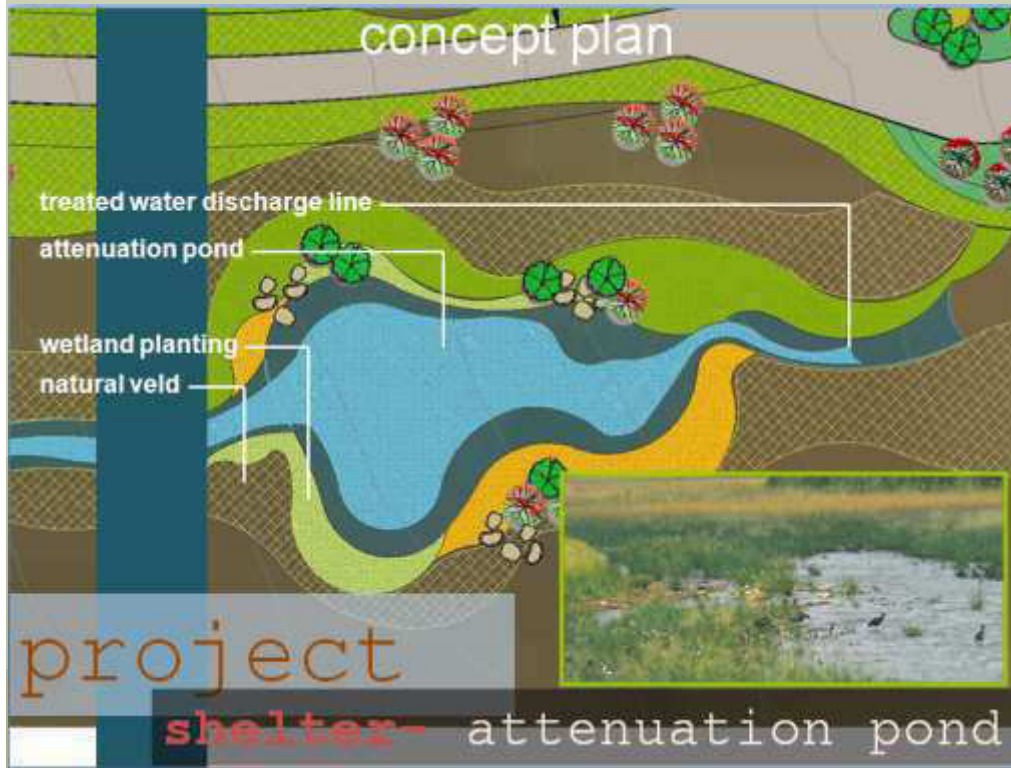 concept plan
treated water discharge line
attenuation pond
wetland planting
natural veld
project
shelter- attenuation pond